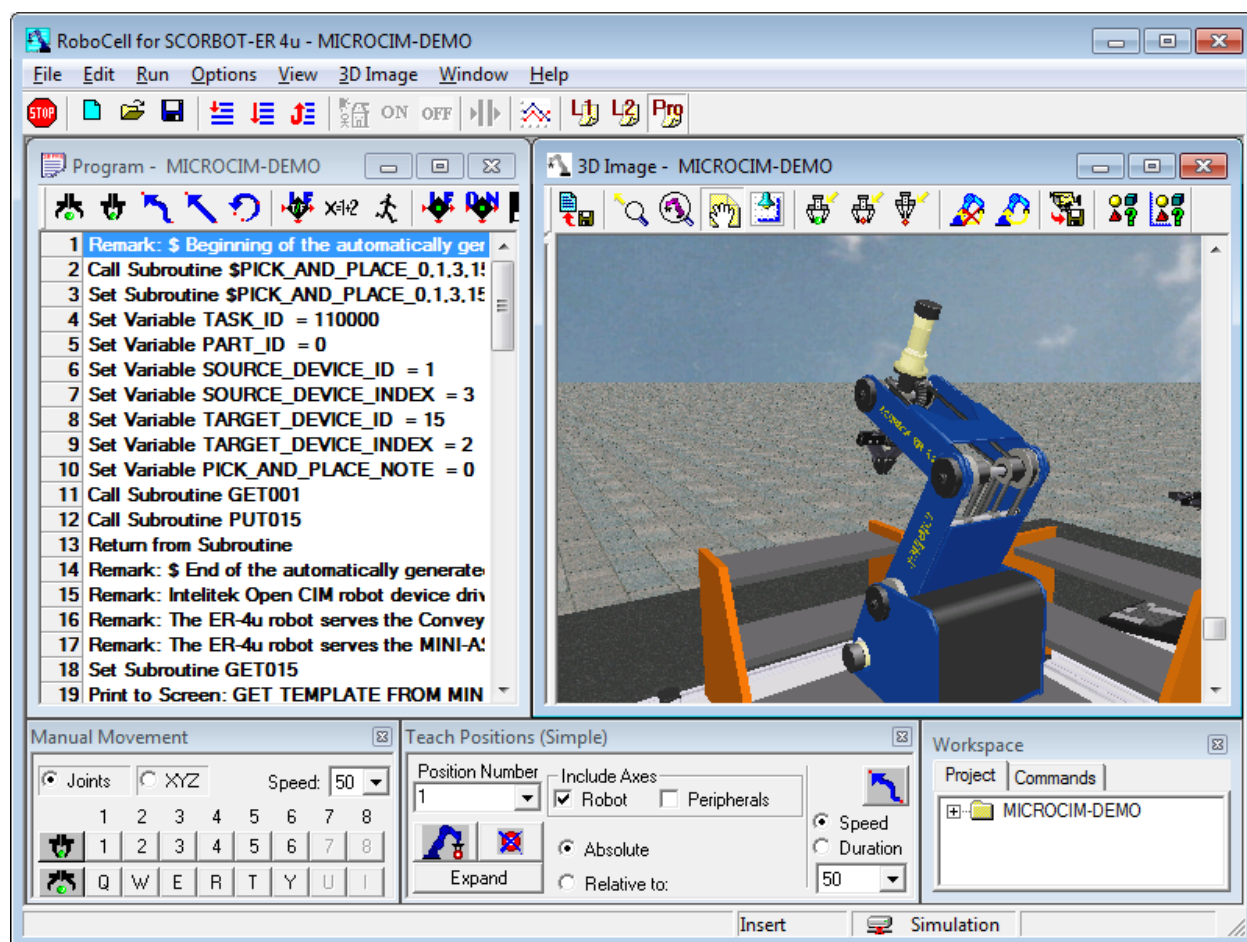 RoboCell for SCORBOT-ER 4u - MICROCIM-DEMO
File Edit Run Options View 3D Image Window Help
STOP ON OFF L1 L2 Prg
Program - MICROCIM-DEMO
x=1+2
1 Remark: $ Beginning of the automatically ger
2 Call Subroutine $PICK_AND_PLACE_0,1,3,15
3 Set Subroutine $PICK_AND_PLACE_0,1,3,15
4 Set Variable TASK_ID = 110000
5 Set Variable PART_ID = 0
6 Set Variable SOURCE_DEVICE_ID = 1
7 Set Variable SOURCE_DEVICE_INDEX = 3
8 Set Variable TARGET_DEVICE_ID = 15
9 Set Variable TARGET_DEVICE_INDEX = 2
10 Set Variable PICK_AND_PLACE_NOTE = 0
11 Call Subroutine GET001
12 Call Subroutine PUT015
13 Return from Subroutine
14 Remark: $ End of the automatically generate
15 Remark: Intelitek Open CIM robot device driv
16 Remark: The ER-4u robot serves the Convey
17 Remark: The ER-4u robot serves the MINI-A
18 Set Subroutine GET015
19 Print to Screen: GET TEMPLATE FROM MIN
3D Image - MICROCIM-DEMO
Manual Movement
Joints XYZ Speed: 50
1 2 3 4 5 6 7 8
1 2 3 4 5 6 7 8
Q W E R T Y U I
Teach Positions (Simple)
Position Number
1
Include Axes
Robot Peripherals
Absolute
Relative to:
Expand
Speed
Duration
50
Workspace
Project Commands
MICROCIM-DEMO
Insert Simulation